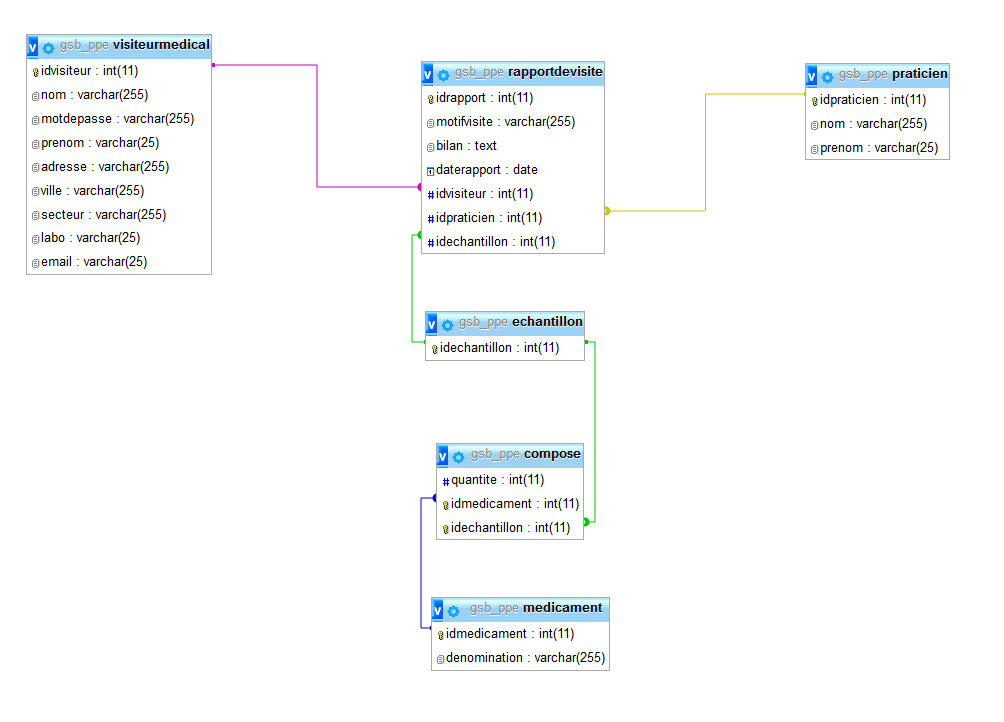 v gsb_ppe visiteurmedical
idvisiteur : int(11)
nom : varchar(255)
motdepasse : varchar(255)
prenom : varchar(25)
adresse : varchar(255)
ville : varchar(255)
secteur : varchar(255)
labo : varchar(25)
email : varchar(25)
v gsb_ppe rapportdevisite
idrapport : int(11)
motifvisite : varchar(255)
bilan : text
daterapport : date
# idvisiteur : int(11)
# idpraticien : int(11)
# idechantillon : int(11)
v gsb_ppe praticien
idpraticien : int(11)
nom : varchar(255)
prenom : varchar(25)
v gsb_ppe echantillon
idechantillon : int(11)
v gsb_ppe compose
# quantite : int(11)
idmedicament : int(11)
idechantillon : int(11)
v gsb_ppe medicament
idmedicament : int(11)
denomination : varchar(255)